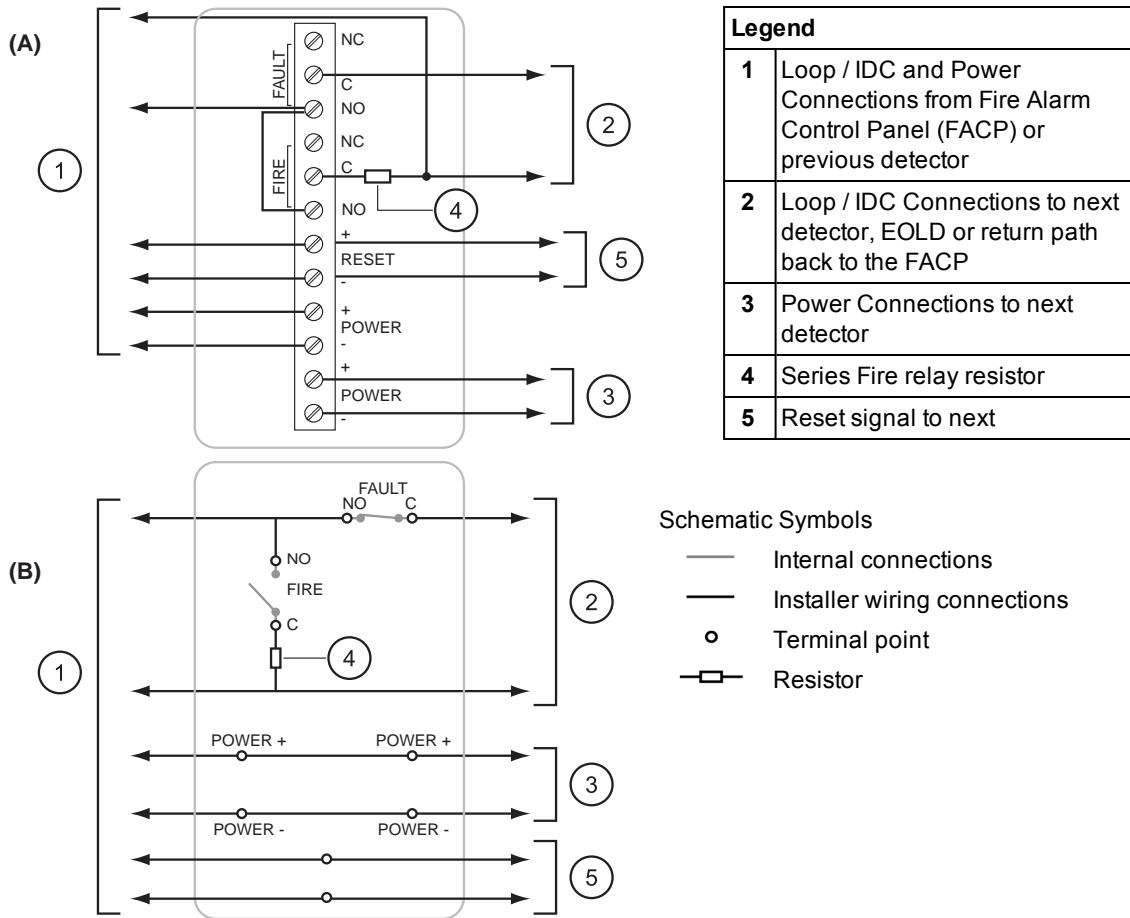 (A)
1
FAULT
NC
C
NO
FIRE
NC
C
NO
4
+
RESET
-
+
POWER
-
+
POWER
-
2
5
3
Legend
1 Loop / IDC and Power
Connections from Fire Alarm
Control Panel (FACP) or
previous detector
2 Loop / IDC Connections to next
detector, EOLD or return path
back to the FACP
3 Power Connections to next
detector
4 Series Fire relay resistor
5 Reset signal to next
(B)
1
FAULT
NO C
NO
FIRE
C
4
2
POWER + POWER +
3
POWER - POWER -
5
Schematic Symbols
Internal connections
Installer wiring connections
Terminal point
Resistor